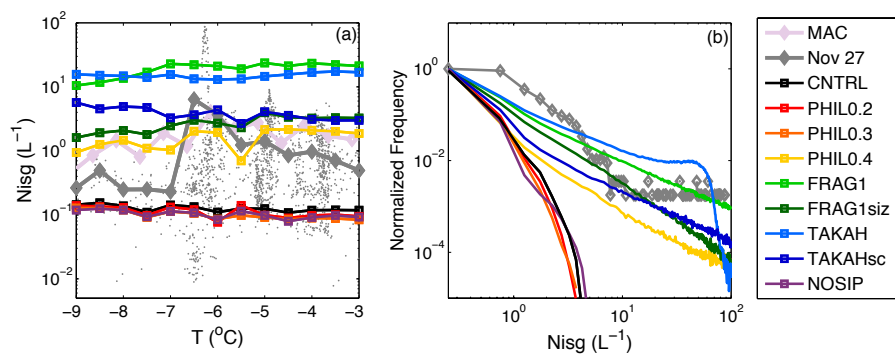 (a)
Nisg (L⁻¹)
10²
10¹
10⁰
10⁻¹
10⁻²
−9 −8 −7 −6 −5 −4 −3
T (°C)
(b)
Normalized Frequency
10⁰
10⁻²
10⁻⁴
10⁰ 10¹ 10²
Nisg (L⁻¹)
MAC
Nov 27
CNTRL
PHIL0.2
PHIL0.3
PHIL0.4
FRAG1
FRAG1siz
TAKAH
TAKAHsc
NOSIP